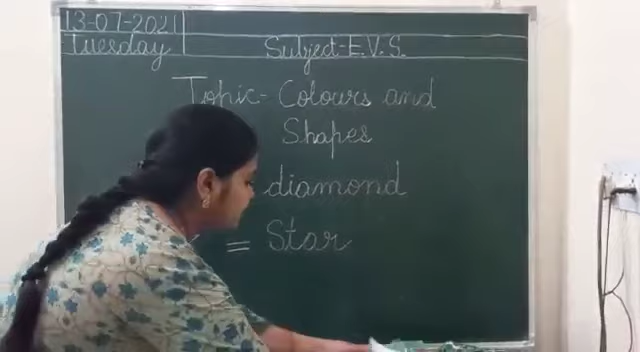 13-07-2021
Tuesday
Subject-E.V.S.
Topic- Colours and
Shapes
diamond
= Star